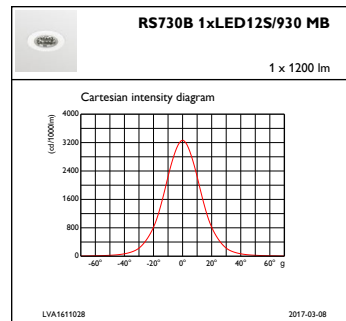 RS730B 1xLED12S/930 MB
1 x 1200 lm
Cartesian intensity diagram
(cd/1000lm)
4000
3200
2400
1600
800
0
-60° -40° -20° 0° 20° 40° 60° g
LVA1611028 2017-03-08